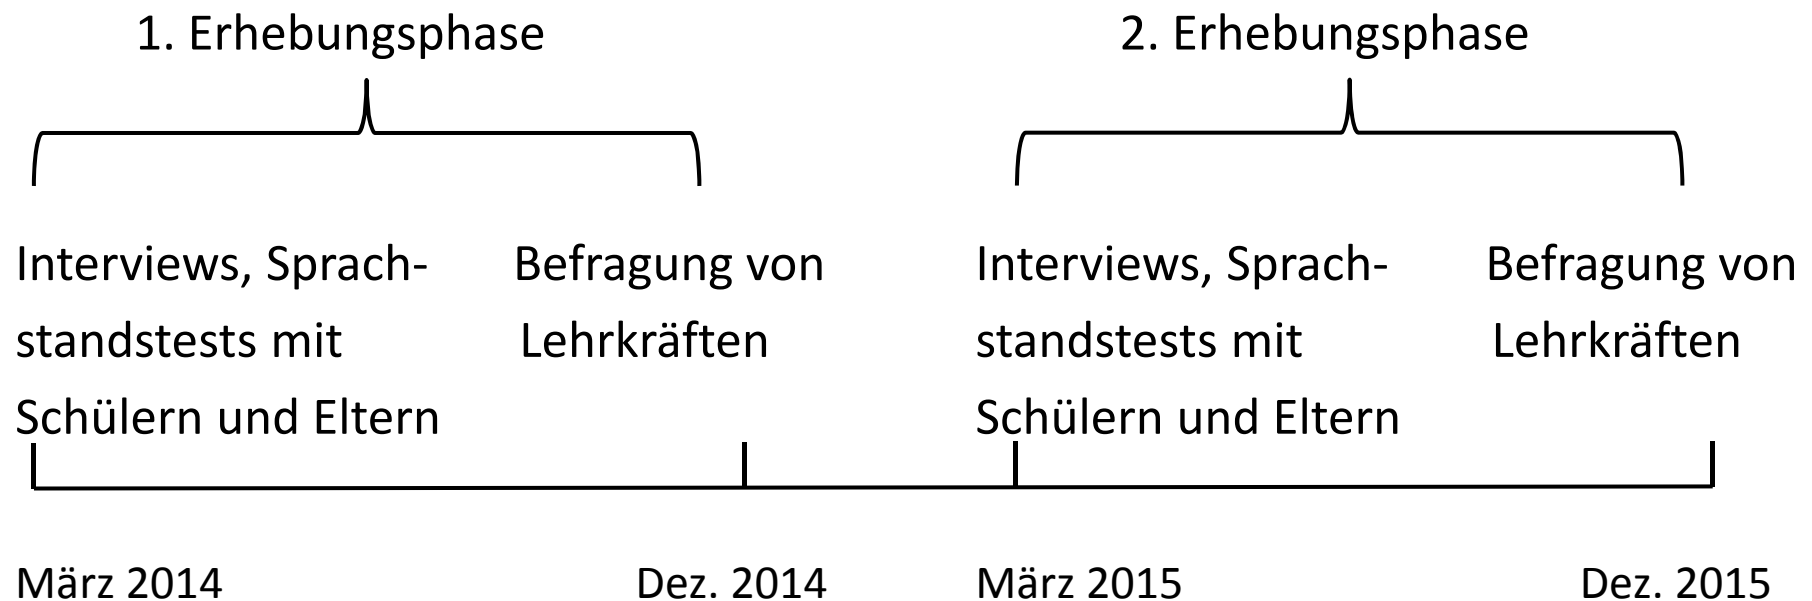 1. Erhebungsphase
2. Erhebungsphase
Interviews, Sprach-
standstests mit
Schülern und Eltern
Befragung von
Lehrkräften
Interviews, Sprach-
standstests mit
Schülern und Eltern
Befragung von
Lehrkräften
März 2014
Dez. 2014
März 2015
Dez. 2015